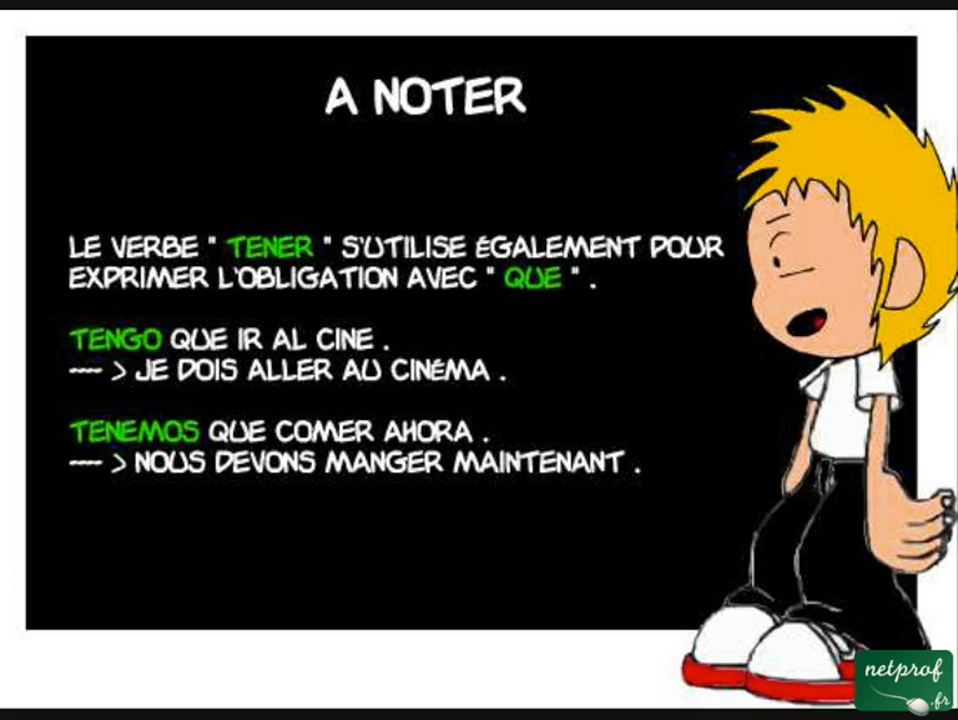 A NOTER
LE VERBE " TENER " S'UTILISE ÉGALEMENT POUR
EXPRIMER L'OBLIGATION AVEC " QUE " .
TENGO QUE IR AL CINE .
---- > JE DOIS ALLER AU CINÉMA .
TENEMOS QUE COMER AHORA .
---- > NOUS DEVONS MANGER MAINTENANT .
netprof
.fr